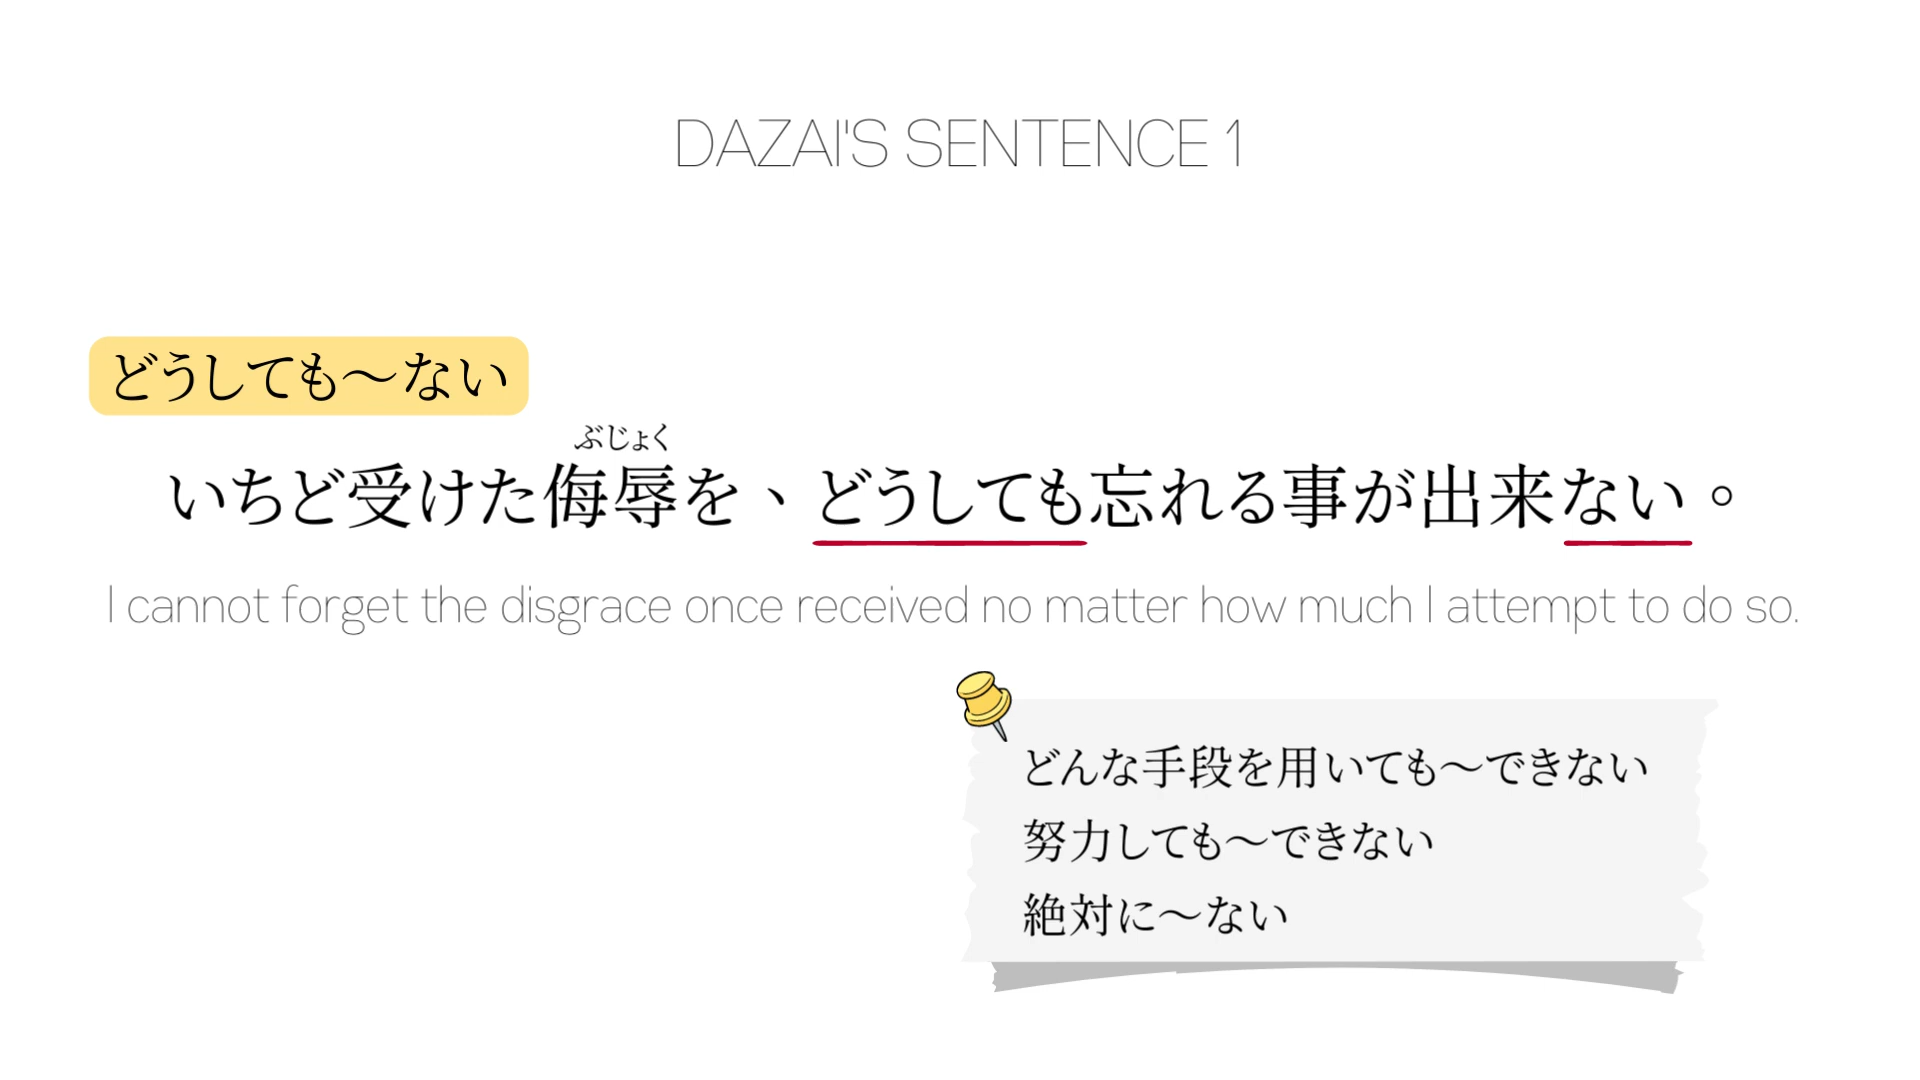 DAZAI'S SENTENCE 1
どうしても〜ない
ぶじょく
いちど受けた侮辱を、どうしても忘れる事が出来ない。
I cannot forget the disgrace once received no matter how much I attempt to do so.
どんな手段を用いても〜できない
努力しても〜できない
絶対に〜ない